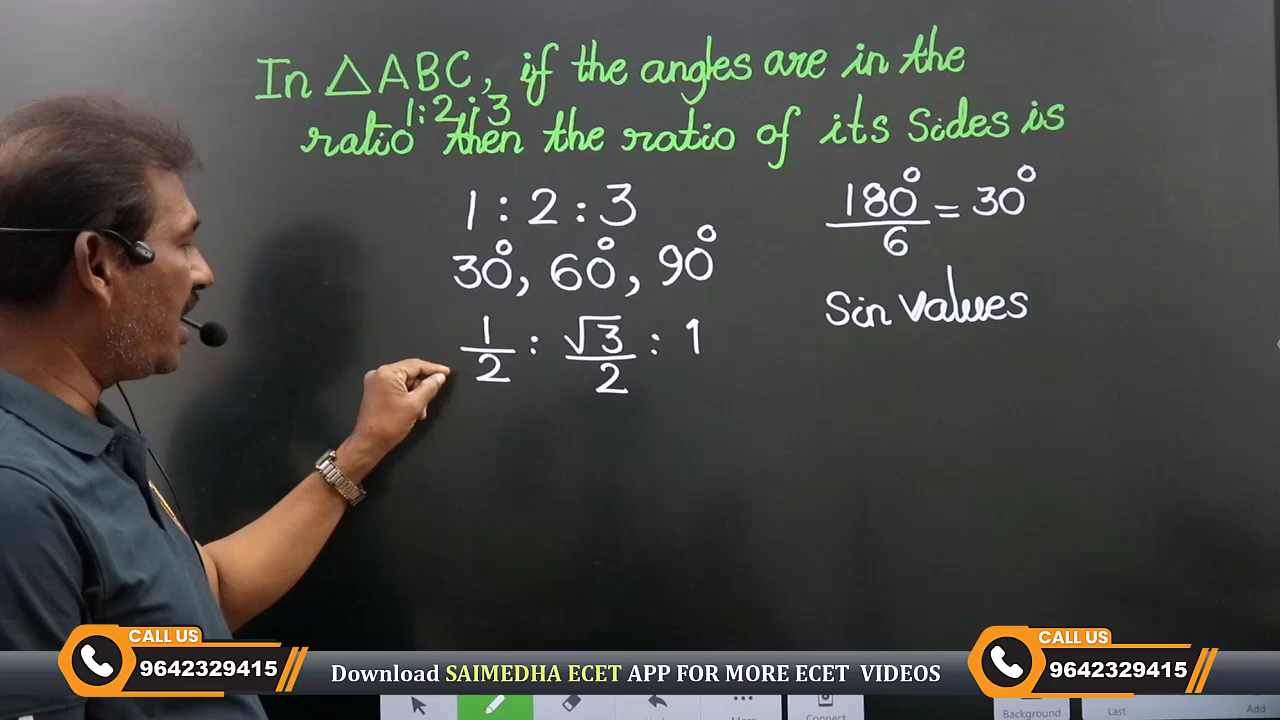 In △ABC, if the angles are in the
1:2:3
ratio then the ratio of its sides is
1 : 2 : 3
180°/6 = 30°
30°, 60°, 90°
Sin Values
1/2 : √3/2 : 1
CALL US
9642329415
Download SAIMEDHA ECET APP FOR MORE ECET VIDEOS
CALL US
9642329415
More
Connect
Background
Last
Add